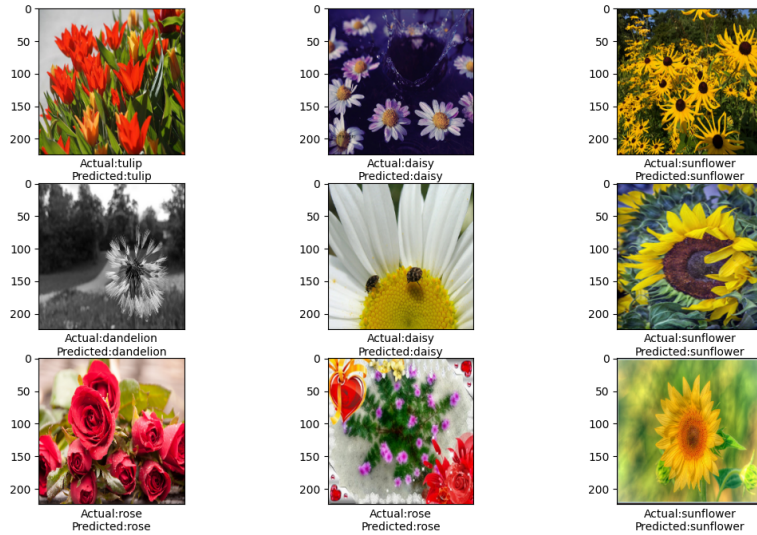 0
50
100
150
200
Actual:tulip
Predicted:tulip
0
50
100
150
200
Actual:daisy
Predicted:daisy
0
50
100
150
200
Actual:sunflower
Predicted:sunflower
0
50
100
150
200
Actual:dandelion
Predicted:dandelion
0
50
100
150
200
Actual:daisy
Predicted:daisy
0
50
100
150
200
Actual:sunflower
Predicted:sunflower
0
50
100
150
200
Actual:rose
Predicted:rose
0
50
100
150
200
Actual:rose
Predicted:rose
0
50
100
150
200
Actual:sunflower
Predicted:sunflower